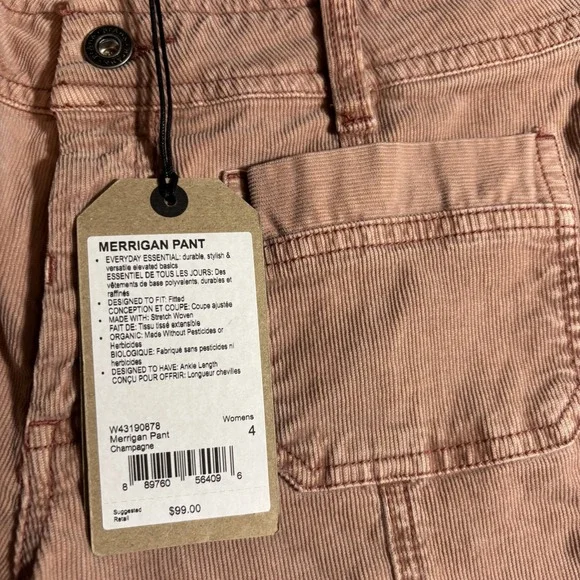 MERRIGAN PANT
• EVERYDAY ESSENTIAL: durable, stylish &
versatile elevated basics
ESSENTIEL DE TOUS LES JOURS: Des
vêtements de base polyvalents, durables et
raffinés
• DESIGNED TO FIT: Fitted
CONCEPTION ET COUPE: Coupe ajustée
• MADE WITH: Stretch Woven
FAIT DE: Tissu tissé extensible
• ORGANIC: Made Without Pesticides or
Herbicides
BIOLOGIQUE: Fabriqué sans pesticides ni
herbicides
• DESIGNED TO HAVE: Ankle Length
CONÇU POUR OFFRIR: Longueur chevilles
W43190878
Merrigan Pant
Champagne
Womens
4
8 89760 56409 6
Suggested
Retail
$99.00